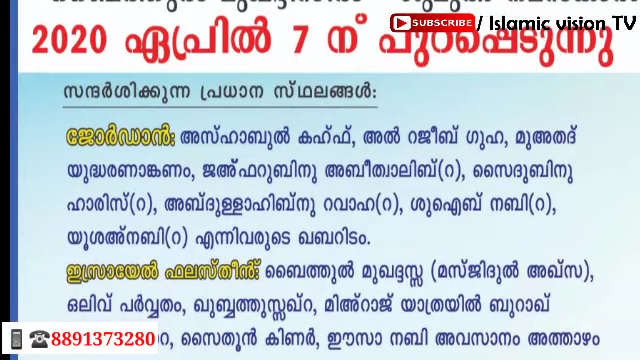 SUBSCRIBE / Islamic vision TV
2020 ഏപ്രിൽ 7 ന് പുറപ്പെടുന്നു
സന്ദർശിക്കുന്ന പ്രധാന സ്ഥലങ്ങൾ:
ജോർഡാൻ: അസ്ഹാബുൽ കഹ്ഫ്, അൽ റജീബ് ഗുഹ, മുഅതദ്
യുദ്ധരണാങ്കണം, ജഅ്ഫറുബിനു അബീത്വാലിബ്(റ), സൈദുബിനു
ഹാരിസ്(റ), അബ്ദുള്ളാഹിബ്നു റവാഹ(റ), ശുഐബ് നബി(റ),
യൂശഅ്നബി(റ) എന്നിവരുടെ ഖബറിടം.
ഇസ്രായേൽ ഫലസ്തീൻ: ബൈത്തുൽ മുഖദ്ദസ്സ (മസ്ജിദുൽ അഖ്സ),
ഒലിവ് പർവ്വതം, ഖുബ്ബത്തുസ്സഖ്റ, മിഅ്റാജ് യാത്രയിൽ ബുറാഖ്
8891373280 റ, സൈതൂൻ കിണർ, ഈസാ നബി അവസാനം അത്താഴം